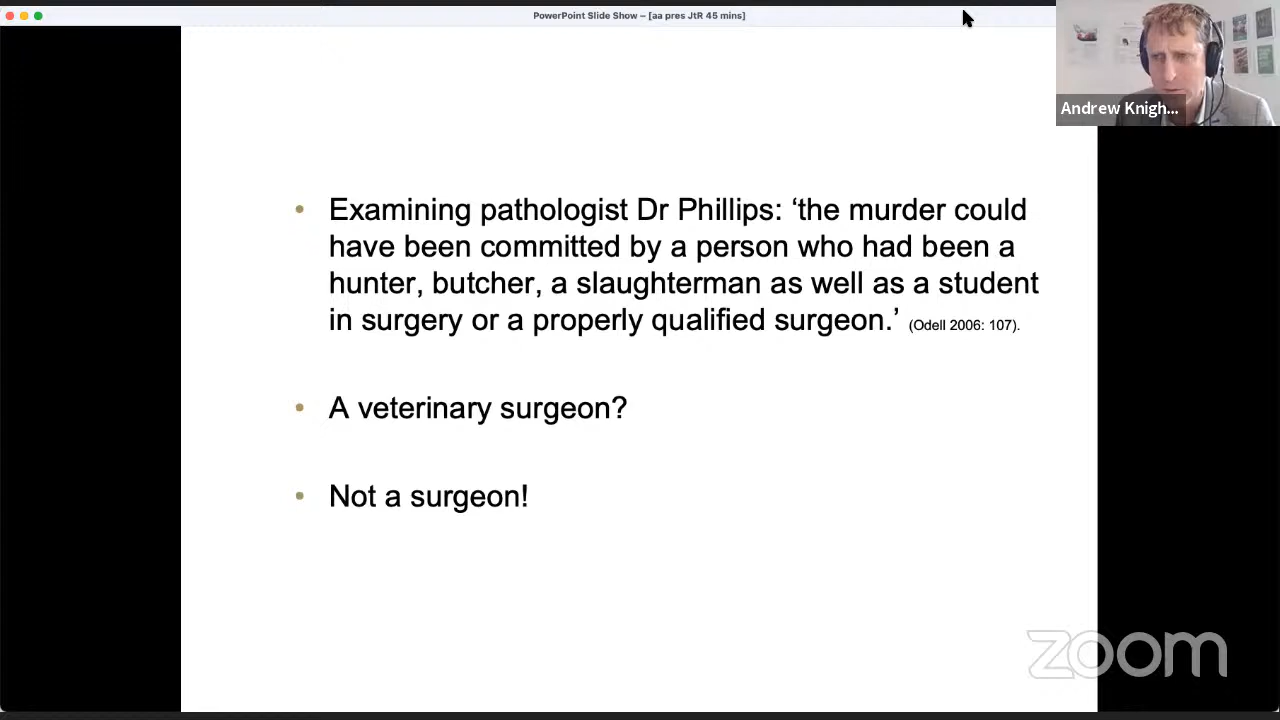 PowerPoint Slide Show – [aa pres JtR 45 mins]
Andrew Knigh...
• Examining pathologist Dr Phillips: ‘the murder could
have been committed by a person who had been a
hunter, butcher, a slaughterman as well as a student
in surgery or a properly qualified surgeon.’ (Odell 2006: 107).
• A veterinary surgeon?
• Not a surgeon!
zoom